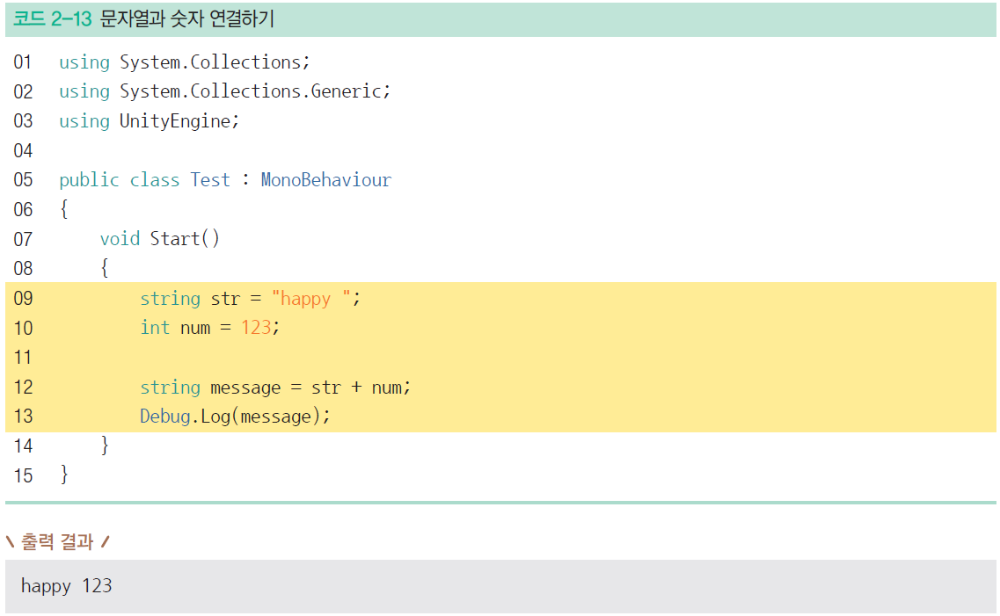 코드 2-13 문자열과 숫자 연결하기
01 using System.Collections;
02 using System.Collections.Generic;
03 using UnityEngine;
04
05 public class Test : MonoBehaviour
06 {
07     void Start()
08     {
09         string str = "happy ";
10         int num = 123;
11
12         string message = str + num;
13         Debug.Log(message);
14     }
15 }
\ 출력 결과 /
happy 123